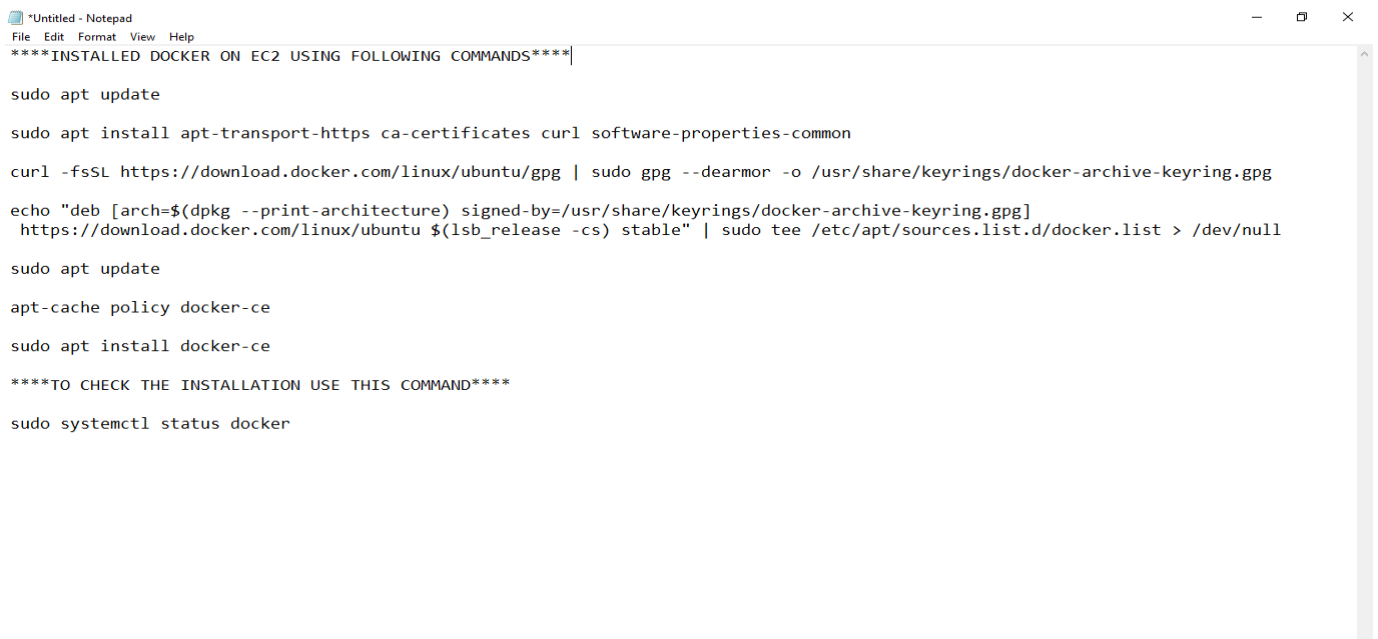 *Untitled - Notepad
File Edit Format View Help
****INSTALLED DOCKER ON EC2 USING FOLLOWING COMMANDS****
sudo apt update
sudo apt install apt-transport-https ca-certificates curl software-properties-common
curl -fsSL https://download.docker.com/linux/ubuntu/gpg | sudo gpg --dearmor -o /usr/share/keyrings/docker-archive-keyring.gpg
echo "deb [arch=$(dpkg --print-architecture) signed-by=/usr/share/keyrings/docker-archive-keyring.gpg]
 https://download.docker.com/linux/ubuntu $(lsb_release -cs) stable" | sudo tee /etc/apt/sources.list.d/docker.list > /dev/null
sudo apt update
apt-cache policy docker-ce
sudo apt install docker-ce
****TO CHECK THE INSTALLATION USE THIS COMMAND****
sudo systemctl status docker